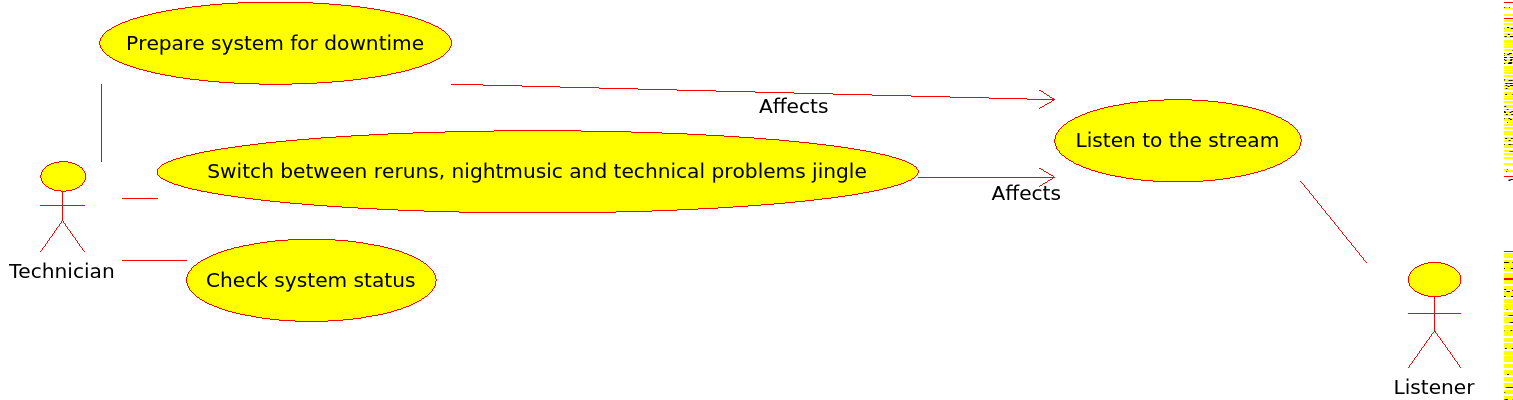 Prepare system for downtime
Affects
Listen to the stream
Switch between reruns, nightmusic and technical problems jingle
Affects
Technician
Check system status
Listener